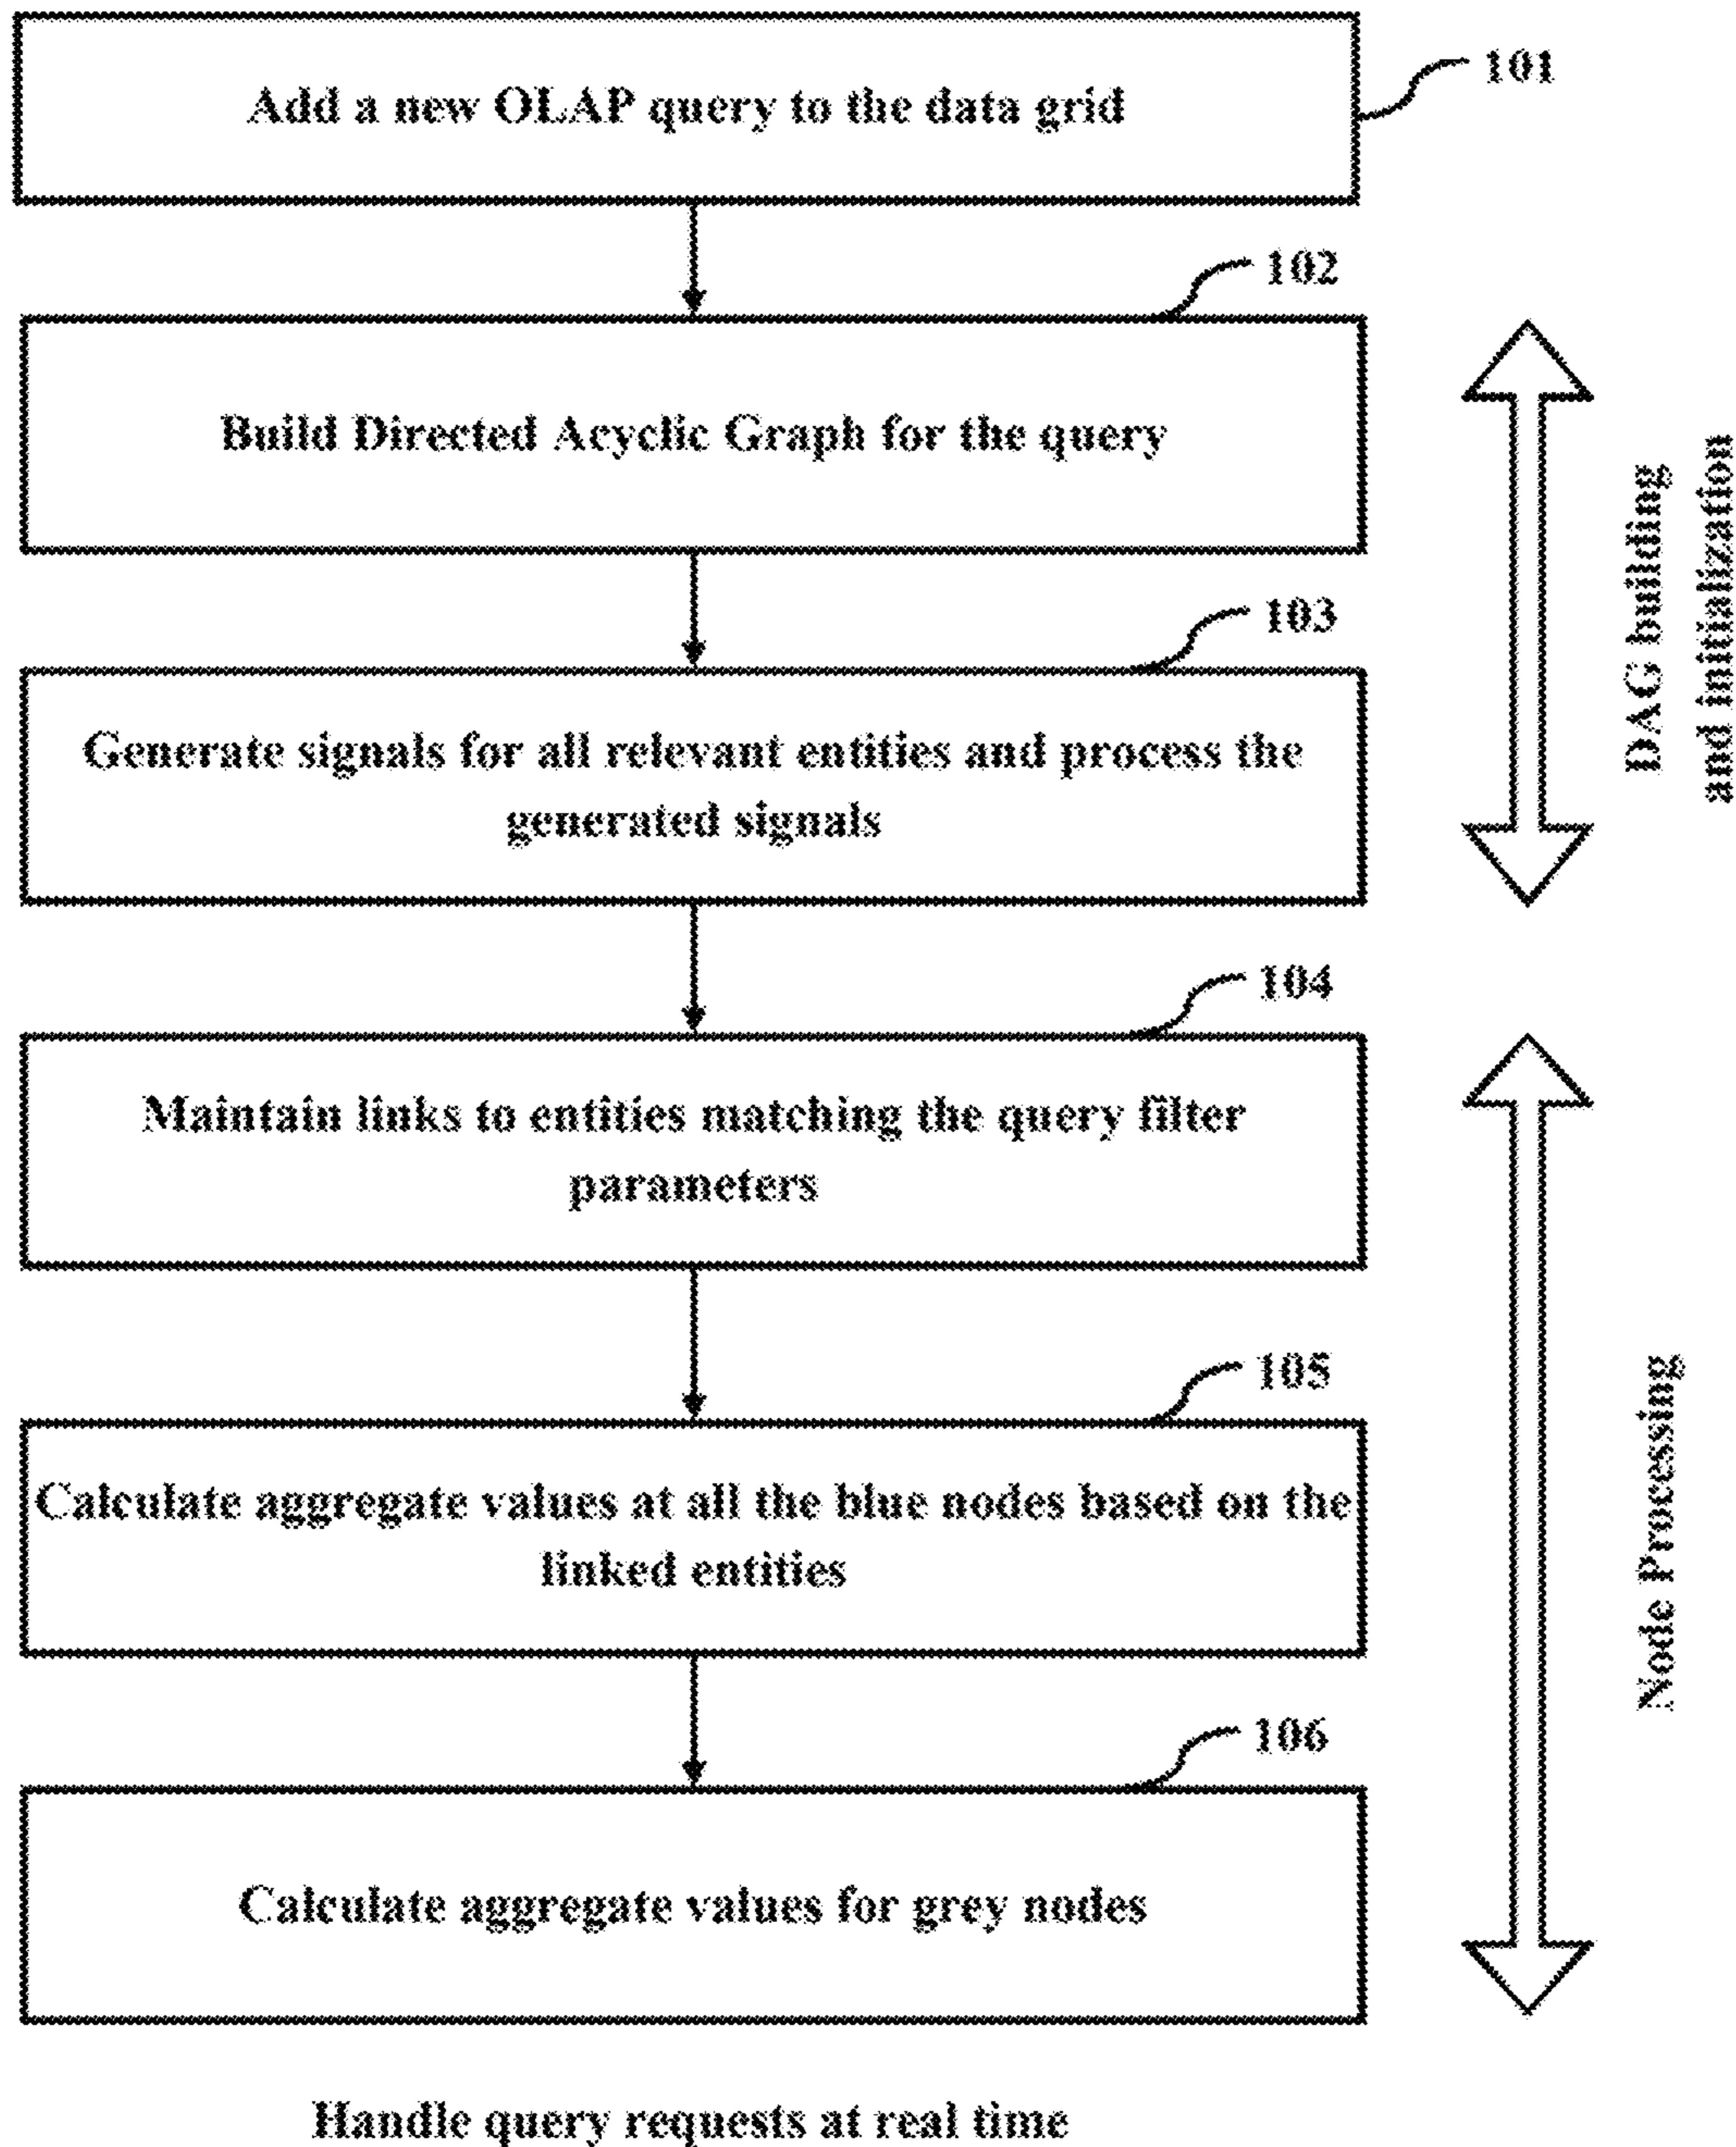 101
Add a new OLAP query to the data grid
102
Build Directed Acyclic Graph for the query
DAG building
and initialization
103
Generate signals for all relevant entities and process the
generated signals
104
Maintain links to entities matching the query filter
parameters
105
Calculate aggregate values at all the blue nodes based on the
linked entities
Node Processing
106
Calculate aggregate values for grey nodes
Handle query requests at real time